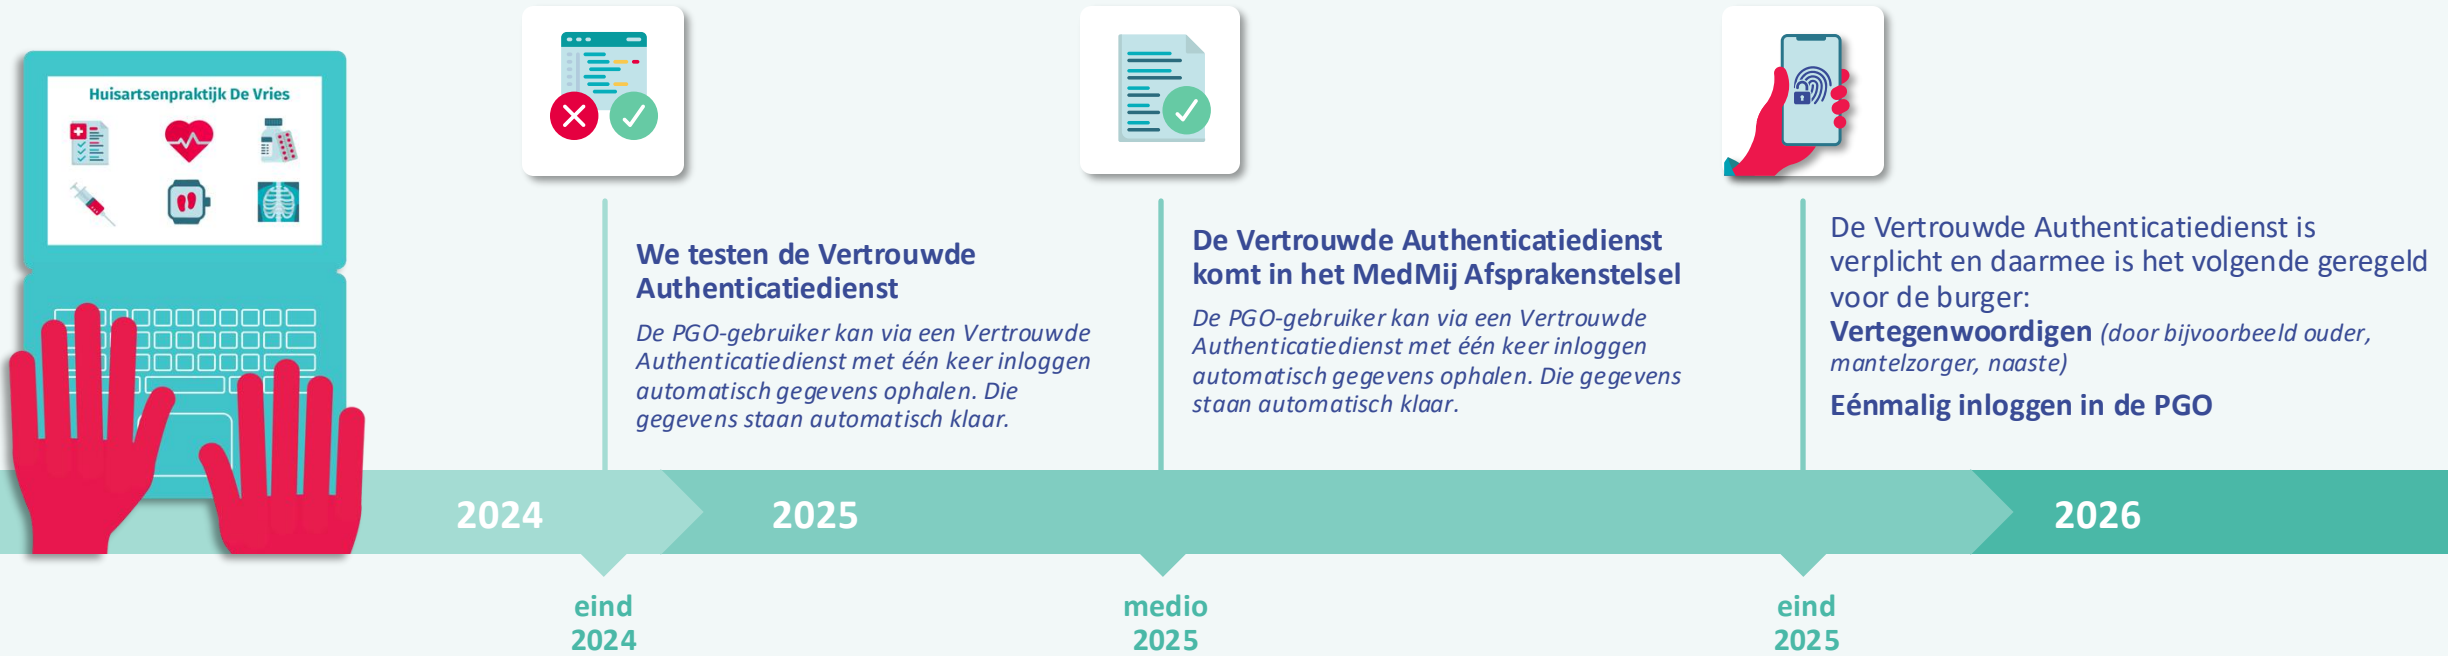 Huisartsenpraktijk De Vries
We testen de Vertrouwde
Authenticatiedienst
De PGO-gebruiker kan via een Vertrouwde
Authenticatiedienst met één keer inloggen
automatisch gegevens ophalen. Die
gegevens staan automatisch klaar.
De Vertrouwde Authenticatiedienst
komt in het MedMij Afsprakenstelsel
De PGO-gebruiker kan via een Vertrouwde
Authenticatiedienst met één keer inloggen
automatisch gegevens ophalen. Die gegevens
staan automatisch klaar.
De Vertrouwde Authenticatiedienst is
verplicht en daarmee is het volgende geregeld
voor de burger:
Vertegenwoordigen (door bijvoorbeeld ouder,
mantelzorger, naaste)
Eénmalig inloggen in de PGO
2024
2025
2026
eind
2024
medio
2025
eind
2025